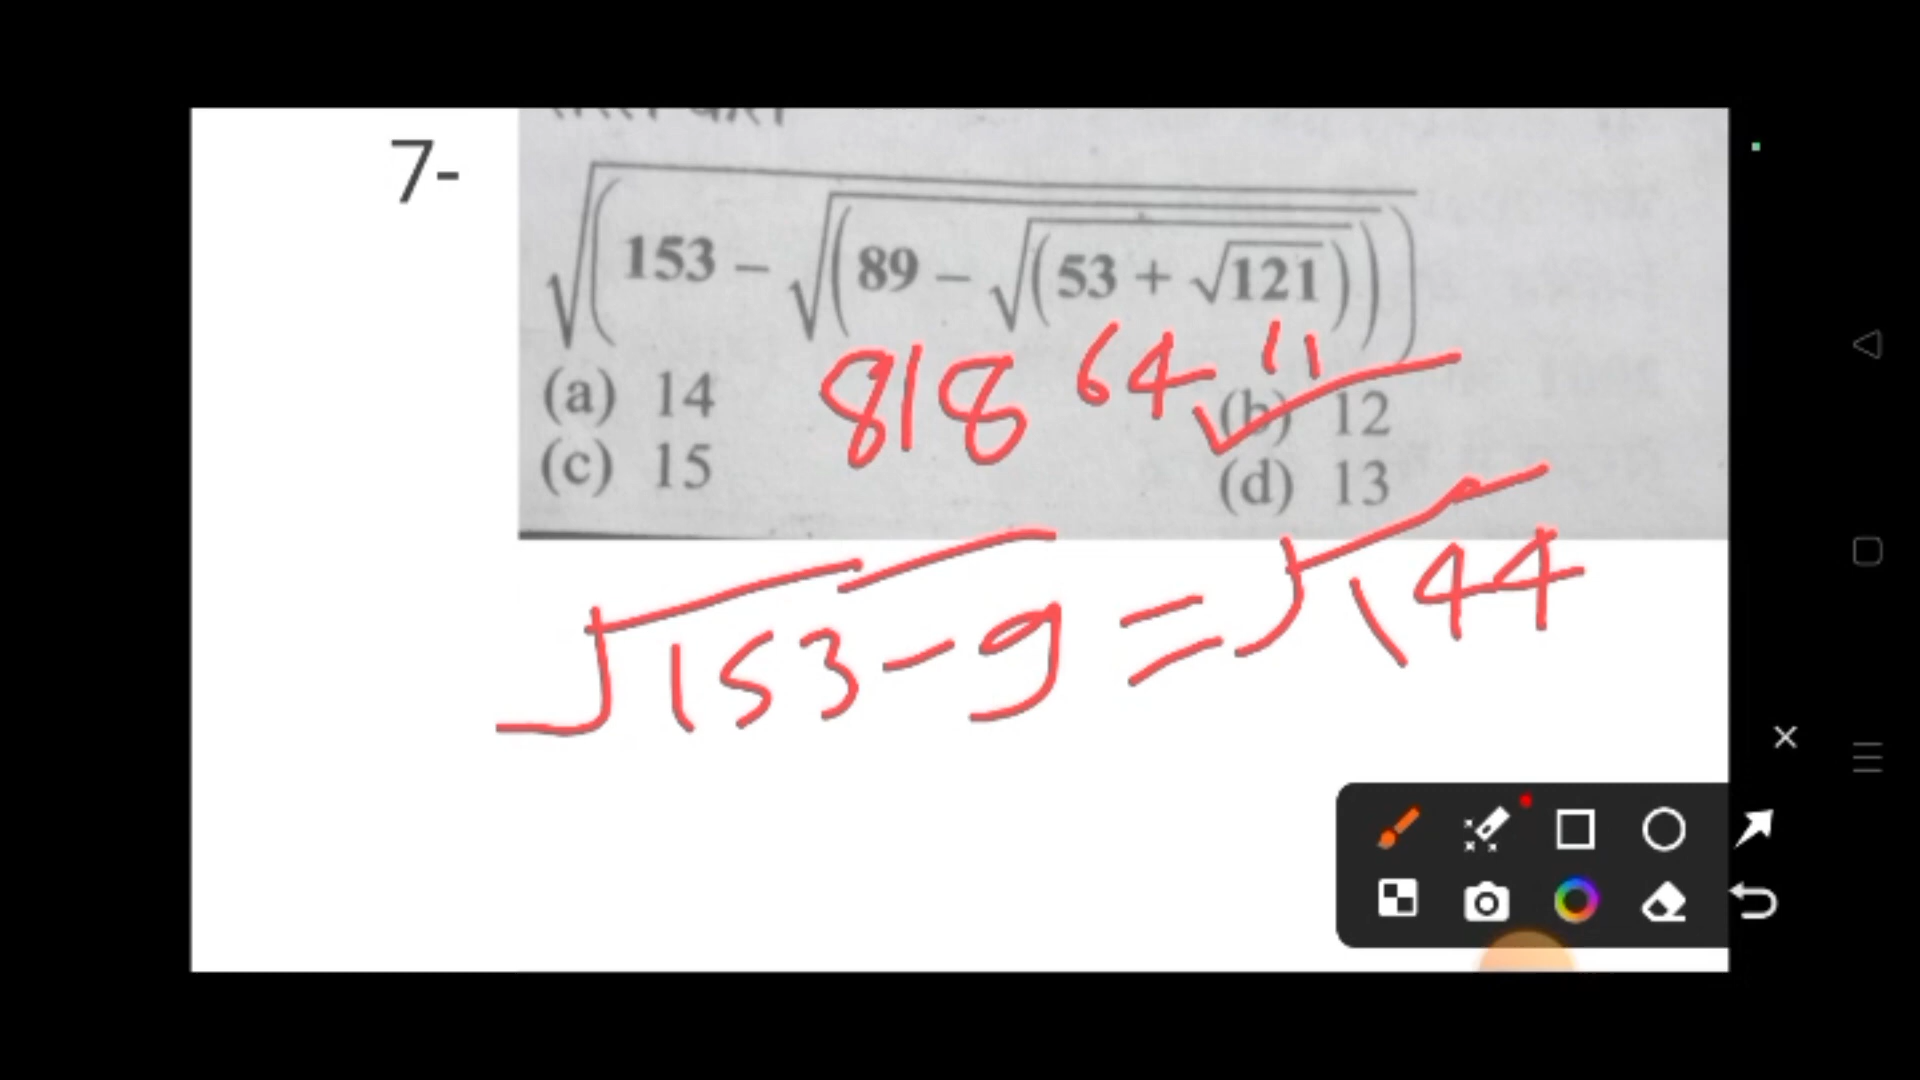 7-
√(153 – √(89 – √(53 + √121)))
(a) 14
(b) 12
(c) 15
(d) 13
81 8 64 11
√153-9 = √144